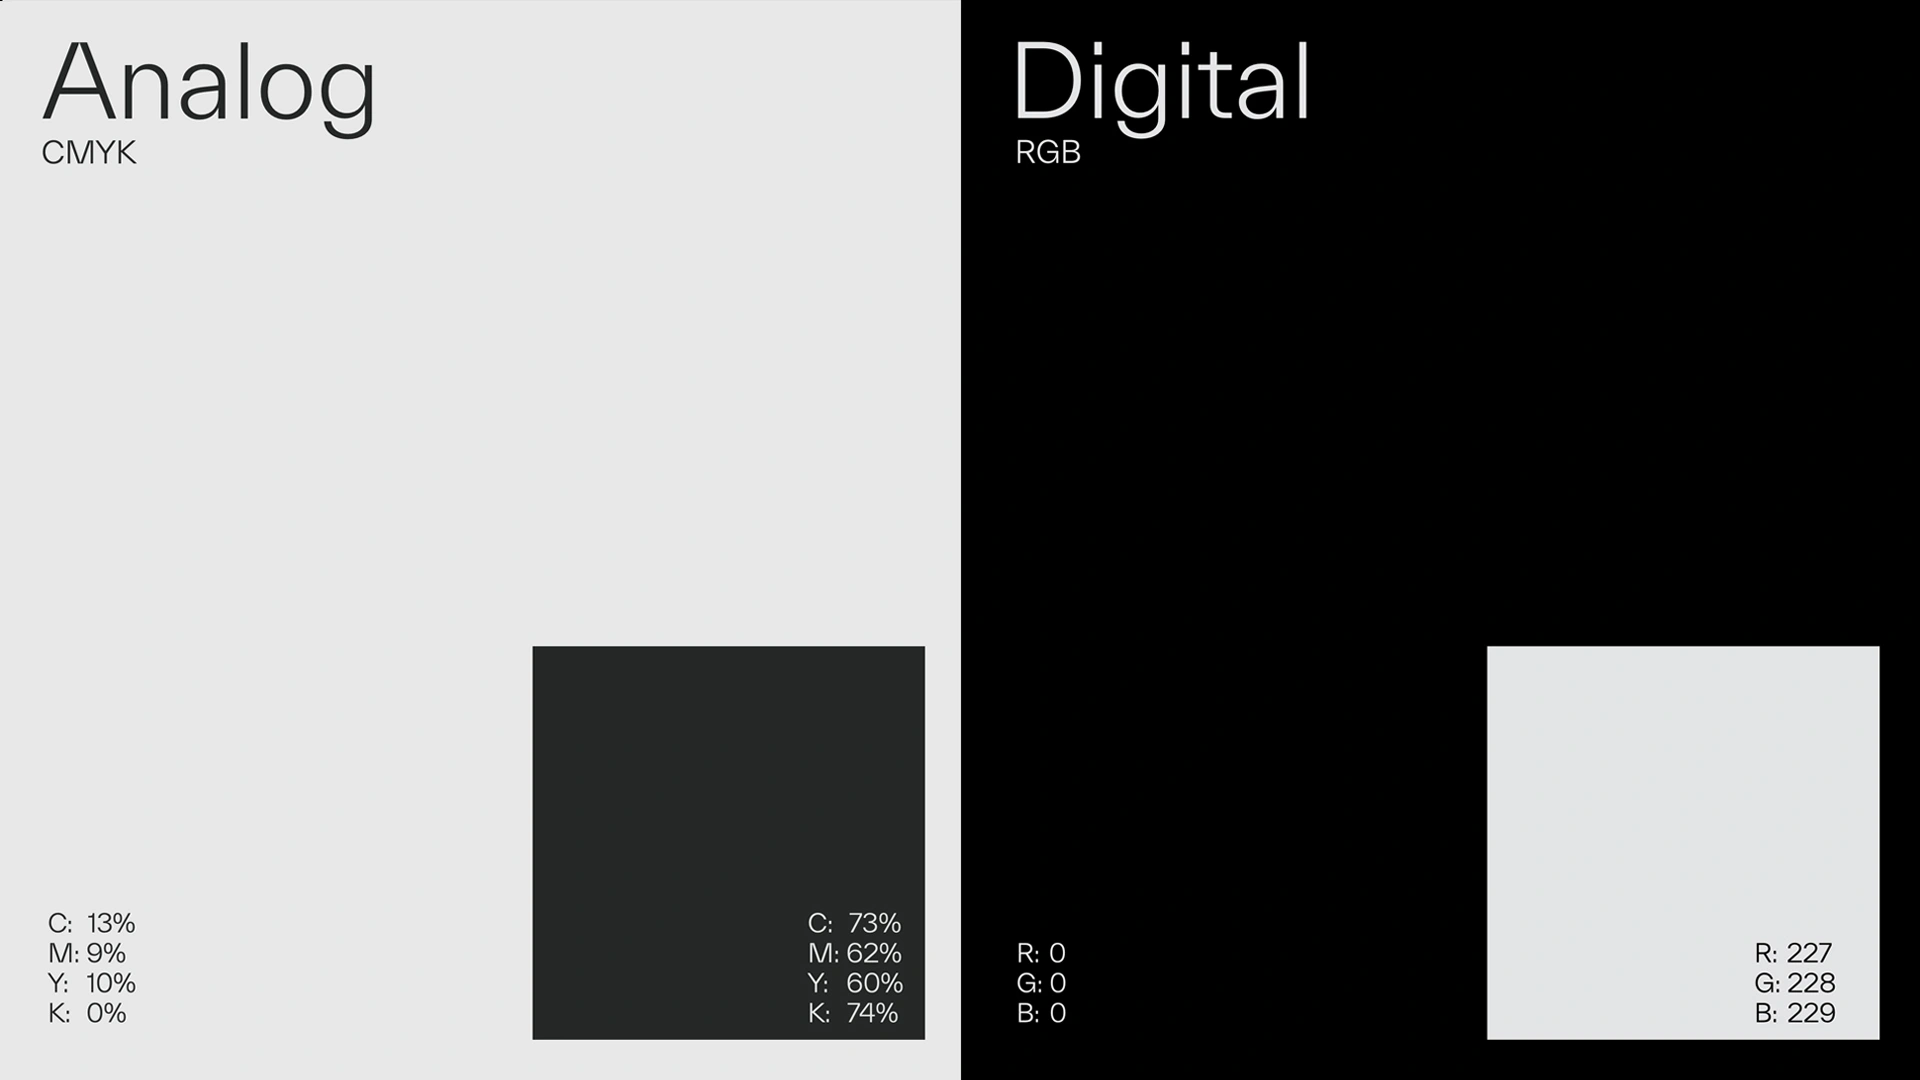 Analog
CMYK
C: 13%
M: 9%
Y: 10%
K: 0%
C: 73%
M: 62%
Y: 60%
K: 74%
Digital
RGB
R: 0
G: 0
B: 0
R: 227
G: 228
B: 229